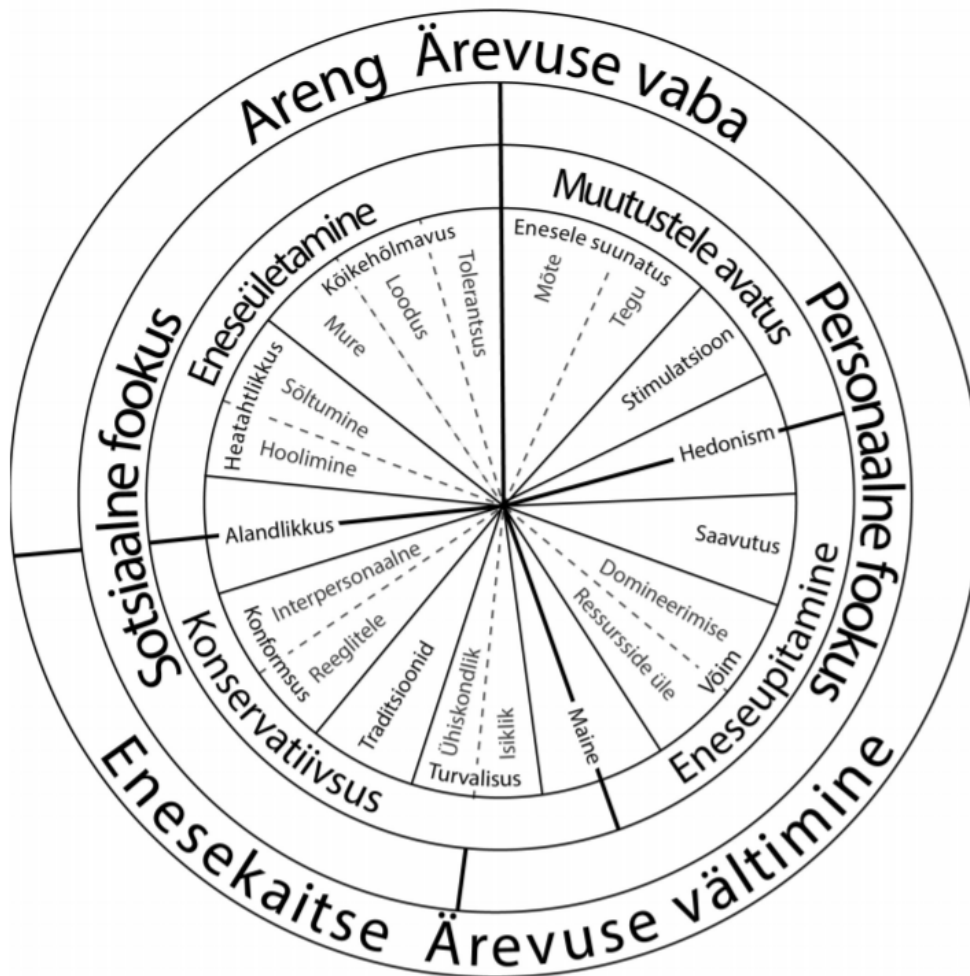 Areng Ärevuse vaba
Personaalne fookus
Sotsiaalne fookus
Enesekaitse Ärevuse vältimine
Muutustele avatus
Eneseupitamine
Konservatiivsus
Eneseületamine
Enesele suunatus
Mõte
Tegu
Stimulatsioon
Hedonism
Saavutus
Võim
Domineerimise
Ressursside üle
Maine
Turvalisus
Isiklik
Ühiskondlik
Traditsioonid
Konformsus
Reeglitele
Interpersonaalne
Alandlikkus
Heatahtlikkus
Hoolimine
Sõltumine
Kõikehõlmavus
Mure
Loodus
Tolerantsus